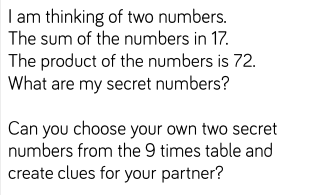 I am thinking of two numbers.
The sum of the numbers in 17.
The product of the numbers is 72.
What are my secret numbers?
Can you choose your own two secret
numbers from the 9 times table and
create clues for your partner?